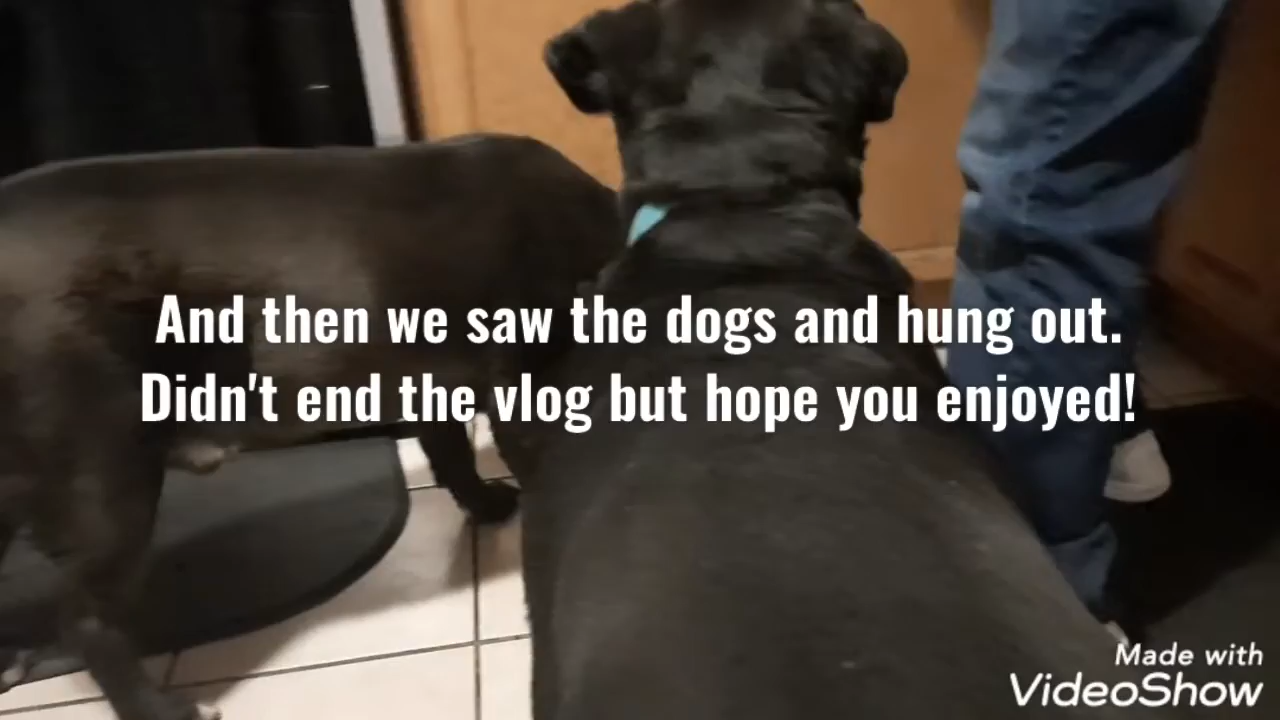 And then we saw the dogs and hung out.
Didn't end the vlog but hope you enjoyed!
Made with
VideoShow